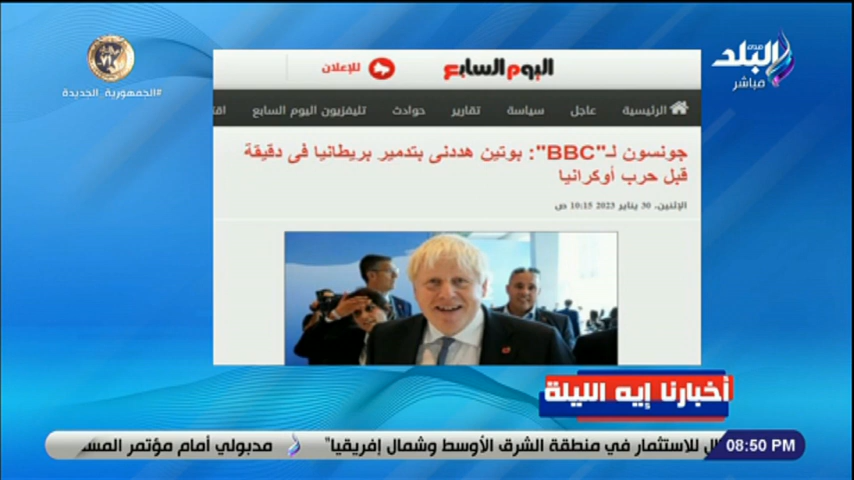 صدى
البلد
مباشر
#الجمهورية_الجديدة
اليوم السابع
للإعلان
الرئيسية عاجل سياسة تقارير حوادث تليفزيون اليوم السابع
جونسون لـ"BBC": بوتين هددنى بتدمير بريطانيا فى دقيقة
قبل حرب أوكرانيا
الإثنين، 30 يناير 2023 10:15 ص
أخبارنا إيه الليلة
08:50 PM
للاستثمار في منطقة الشرق الأوسط وشمال إفريقيا" مدبولي أمام مؤتمر